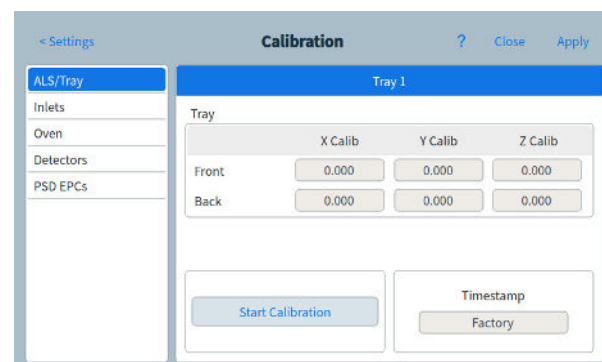 < Settings Calibration ? Close Apply
ALS/Tray
Inlets
Oven
Detectors
PSD EPCs
Tray 1
Tray
X Calib Y Calib Z Calib
Front 0.000 0.000 0.000
Back 0.000 0.000 0.000
Start Calibration
Timestamp
Factory